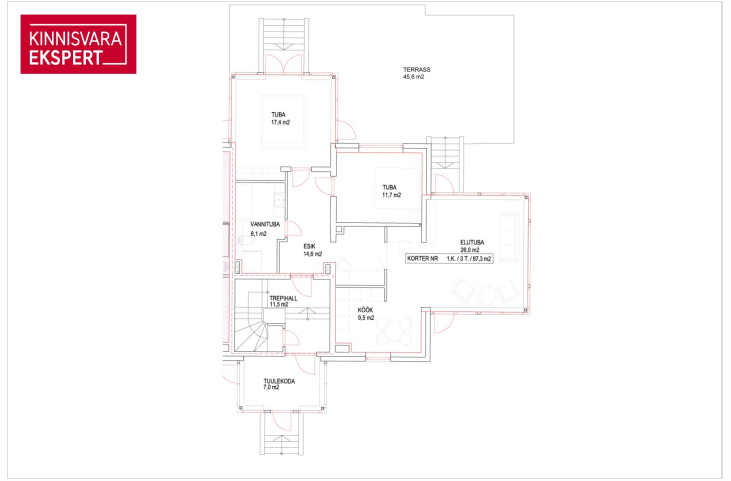 KINNISVARA
EKSPERT
TERRASS
45.6 m2
TUBA
17,4 m2
TUBA
11,7 m2
VANNITUBA
8,1 m2
ESIK
14,6 m2
ELUTUBA
26,0 m2
KORTER NR 1.K. / 3 T. / 87,3 m2
TREPIHALL
11,5 m2
KÖÖK
9,5 m2
TUULEKODA
7,0 m2